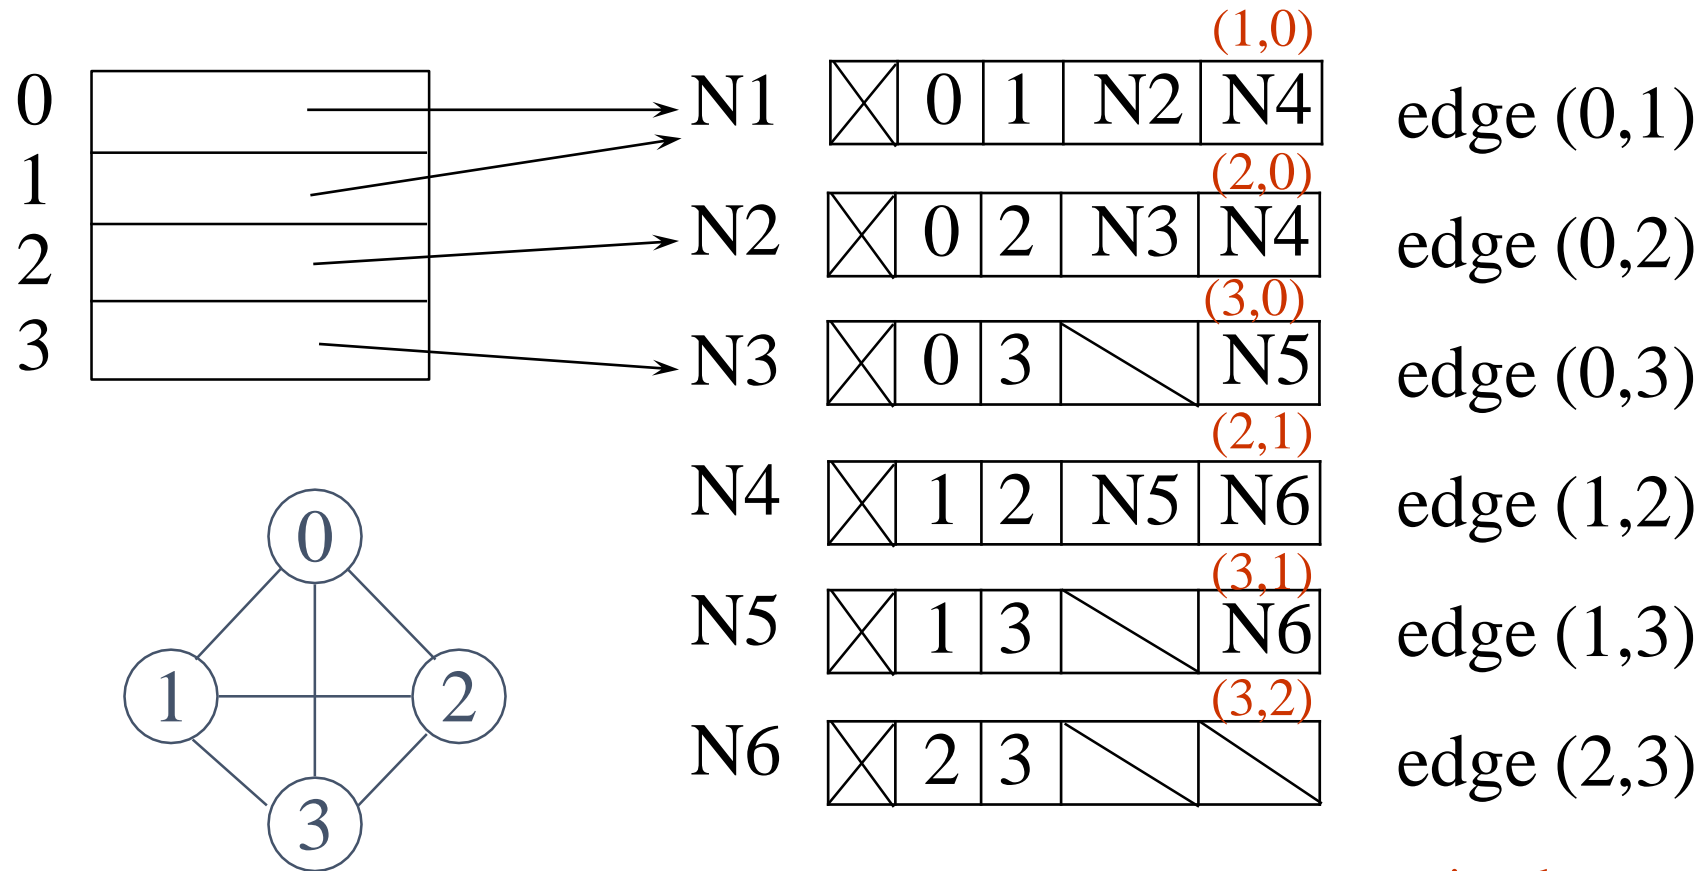 (1,0)
0 N1 0 1 N2 N4 edge (0,1)
1
(2,0)
2 N2 0 2 N3 N4 edge (0,2)
(3,0)
3 N3 0 3 N5 edge (0,3)
(2,1)
N4 1 2 N5 N6 edge (1,2)
(3,1)
N5 1 3 N6 edge (1,3)
(3,2)
N6 2 3 edge (2,3)
0
1 2
3